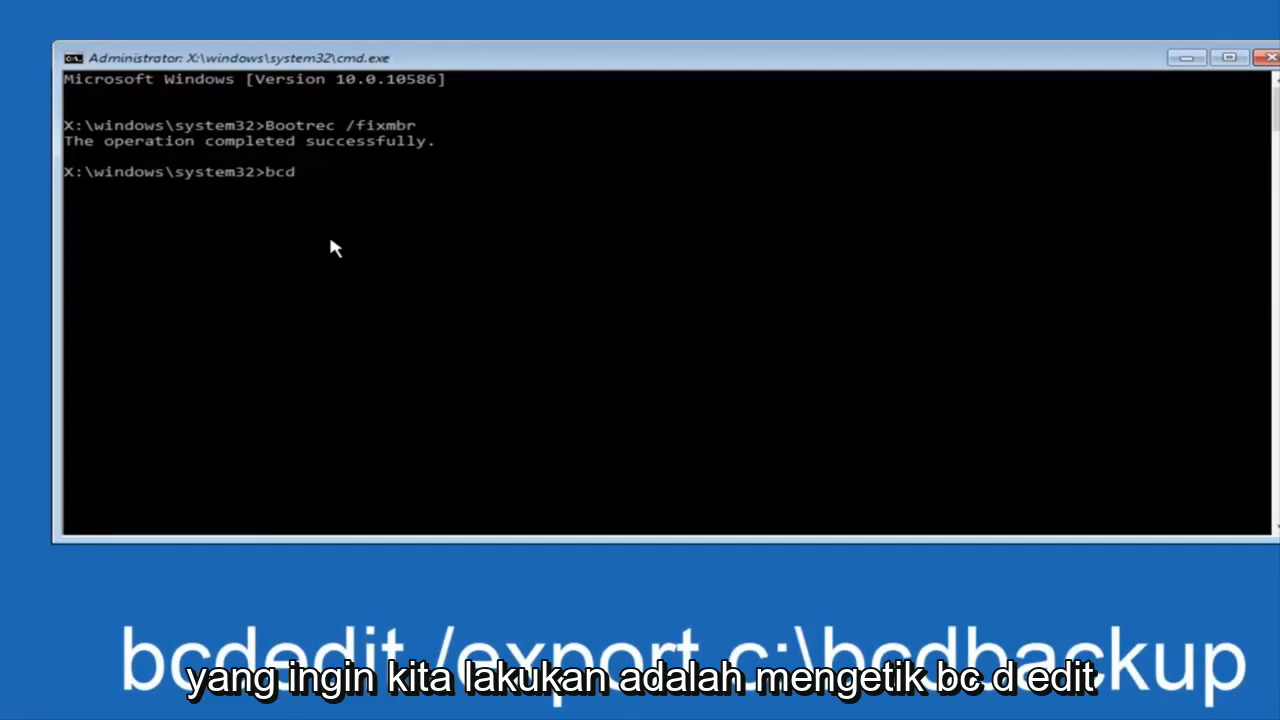 Administrator: X:\windows\system32\cmd.exe
Microsoft Windows [Version 10.0.10586]
X:\windows\system32>Bootrec /fixmbr
The operation completed successfully.
X:\windows\system32>bcd
bcdedit /export c:\bcdbackup
yang ingin kita lakukan adalah mengetik bc d edit